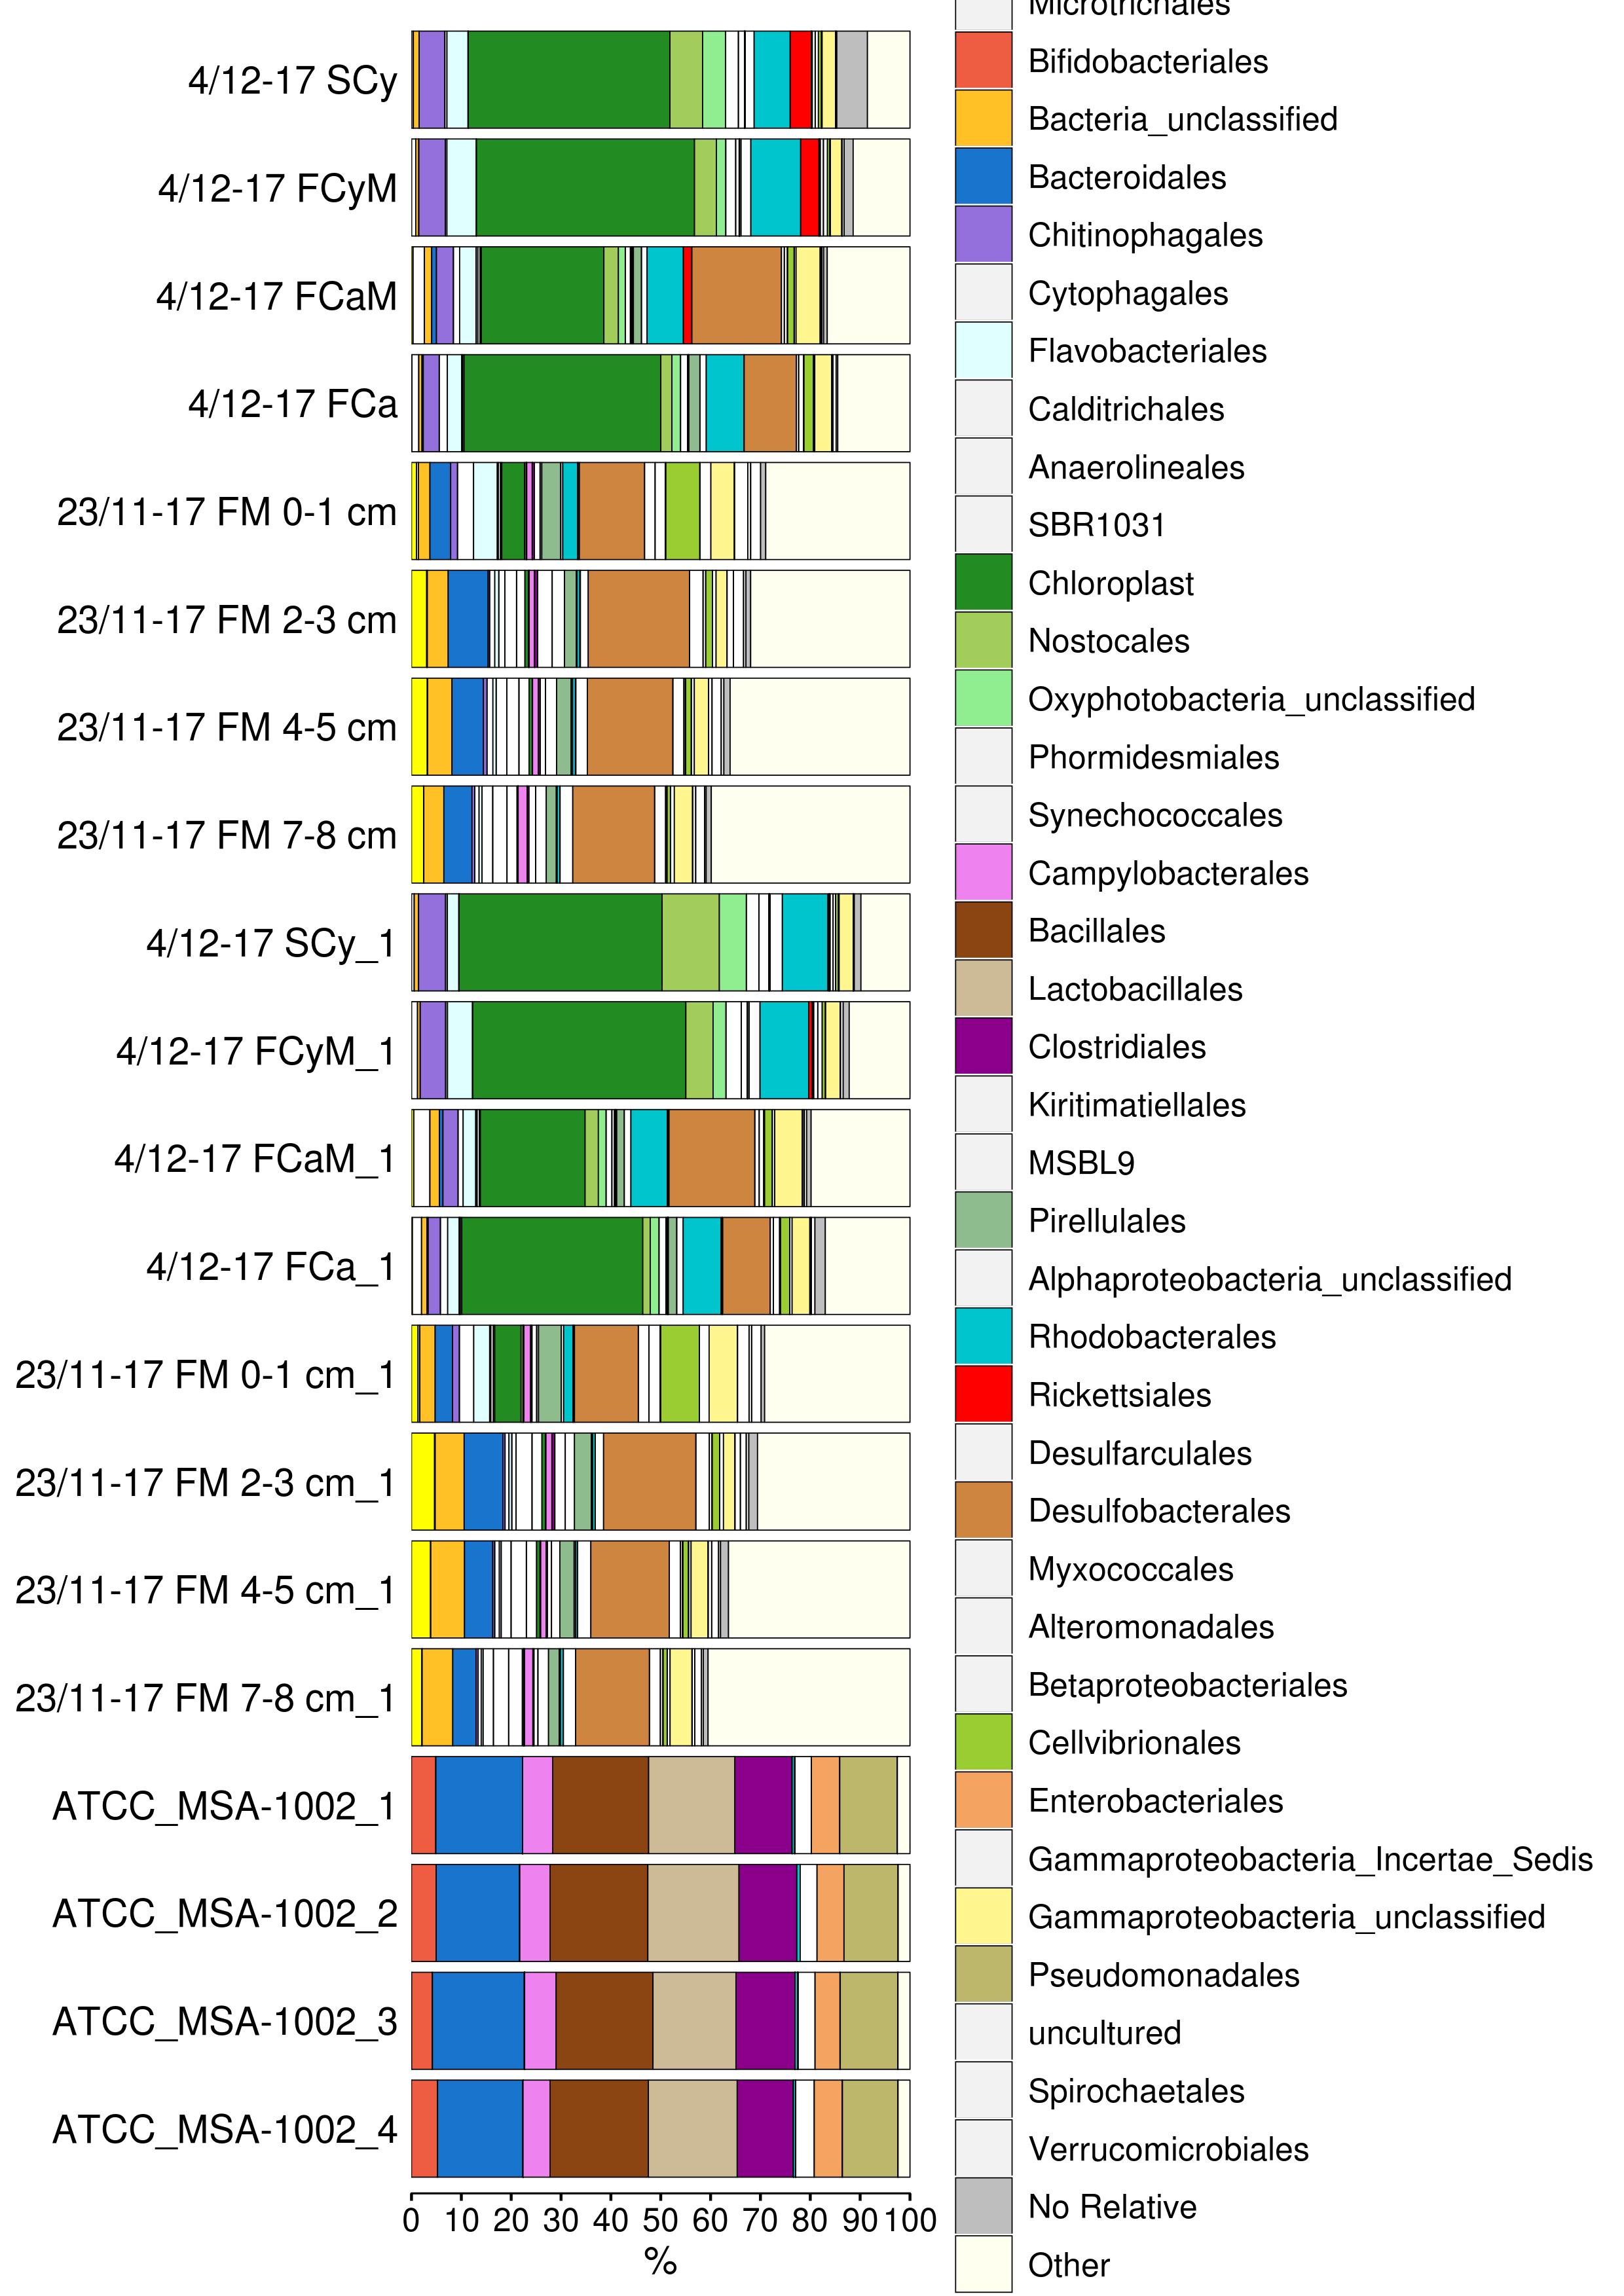 4/12-17 SCy
4/12-17 FCyM
4/12-17 FCaM
4/12-17 FCa
23/11-17 FM 0-1 cm
23/11-17 FM 2-3 cm
23/11-17 FM 4-5 cm
23/11-17 FM 7-8 cm
4/12-17 SCy_1
4/12-17 FCyM_1
4/12-17 FCaM_1
4/12-17 FCa_1
23/11-17 FM 0-1 cm_1
23/11-17 FM 2-3 cm_1
23/11-17 FM 4-5 cm_1
23/11-17 FM 7-8 cm_1
ATCC_MSA-1002_1
ATCC_MSA-1002_2
ATCC_MSA-1002_3
ATCC_MSA-1002_4
0 10 20 30 40 50 60 70 80 90 100
%
Microtrichales
Bifidobacteriales
Bacteria_unclassified
Bacteroidales
Chitinophagales
Cytophagales
Flavobacteriales
Calditrichales
Anaerolineales
SBR1031
Chloroplast
Nostocales
Oxyphotobacteria_unclassified
Phormidesmiales
Synechococcales
Campylobacterales
Bacillales
Lactobacillales
Clostridiales
Kiritimatiellales
MSBL9
Pirellulales
Alphaproteobacteria_unclassified
Rhodobacterales
Rickettsiales
Desulfarculales
Desulfobacterales
Myxococcales
Alteromonadales
Betaproteobacteriales
Cellvibrionales
Enterobacteriales
Gammaproteobacteria_Incertae_Sedis
Gammaproteobacteria_unclassified
Pseudomonadales
uncultured
Spirochaetales
Verrucomicrobiales
No Relative
Other